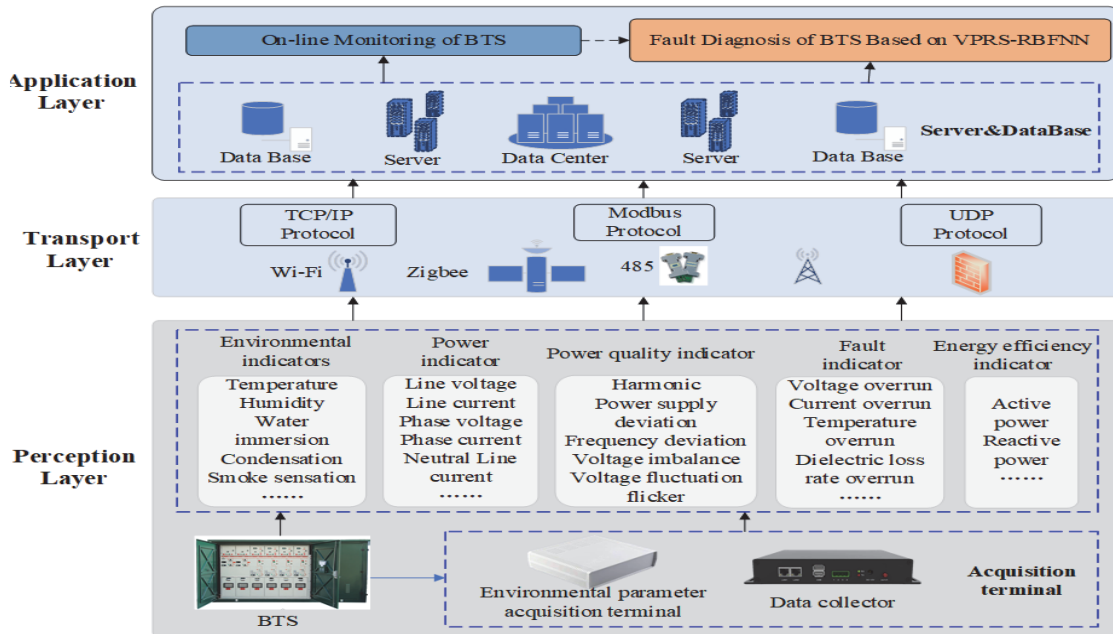 Application
Layer
On-line Monitoring of BTS
Fault Diagnosis of BTS Based on VPRS-RBFNN
Data Base
Server
Data Center
Server
Data Base
Server&DataBase
Transport
Layer
TCP/IP
Protocol
Modbus
Protocol
UDP
Protocol
Wi-Fi
Zigbee
485
Perception
Layer
Environmental
indicators
Temperature
Humidity
Water
immersion
Condensation
Smoke sensation
......
Power
indicator
Line voltage
Line current
Phase voltage
Phase current
Neutral Line
current
......
Power quality indicator
Harmonic
Power supply
deviation
Frequency deviation
Voltage imbalance
Voltage fluctuation
flicker
Fault
indicator
Voltage overrun
Current overrun
Temperature
overrun
Dielectric loss
rate overrun
......
Energy efficiency
indicator
Active
power
Reactive
power
......
BTS
Environmental parameter
acquisition terminal
Data collector
Acquisition
terminal